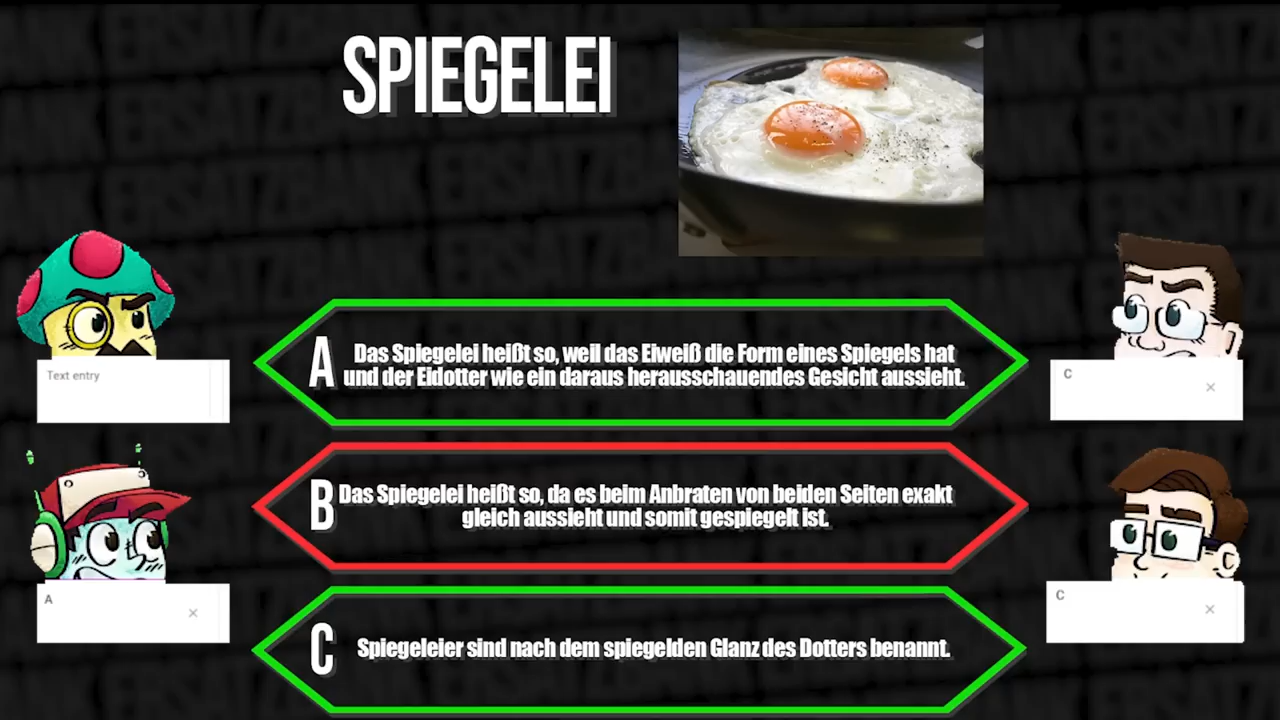 SPIEGELEI
Text entry
A
Das Spiegelei heißt so, weil das Eiweiß die Form eines Spiegels hat
und der Eidotter wie ein daraus herausschauendes Gesicht aussieht.
C
A
B
Das Spiegelei heißt so, da es beim Anbraten von beiden Seiten exakt
gleich aussieht und somit gespiegelt ist.
C
C
Spiegeleier sind nach dem spiegelden Glanz des Dotters benannt.
ERSATZBANK